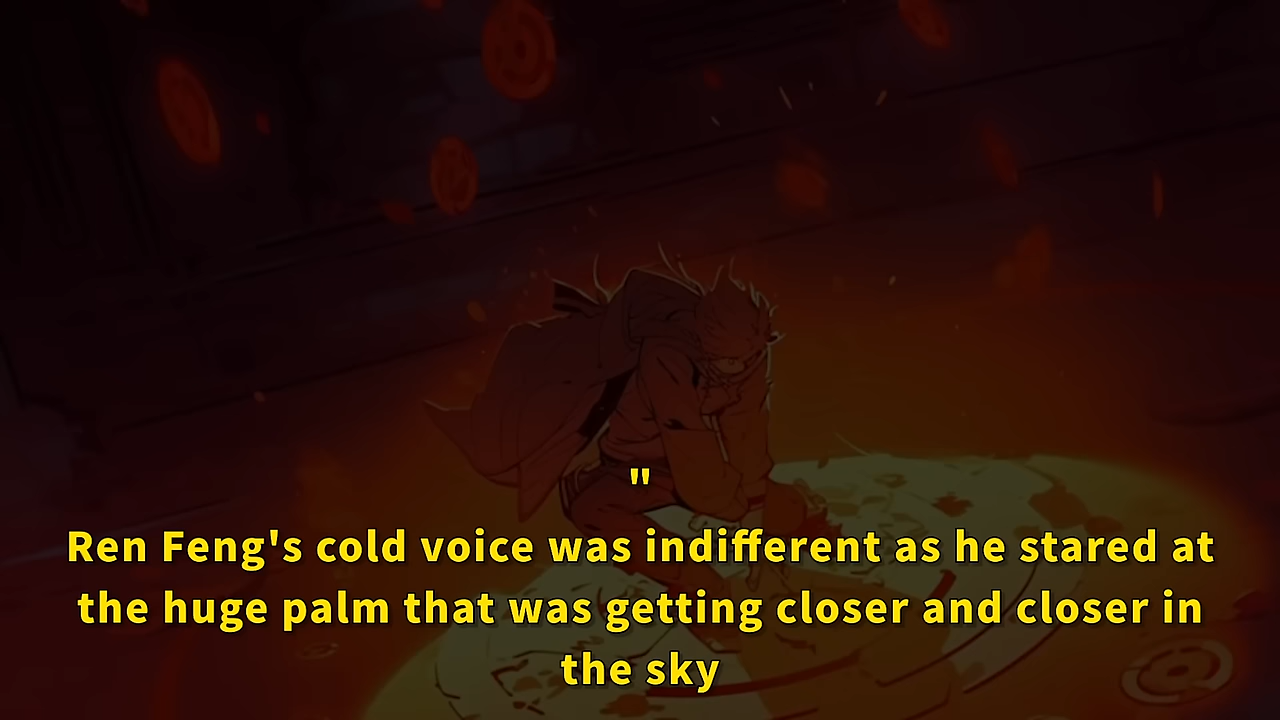 "
Ren Feng's cold voice was indifferent as he stared at
the huge palm that was getting closer and closer in
the sky